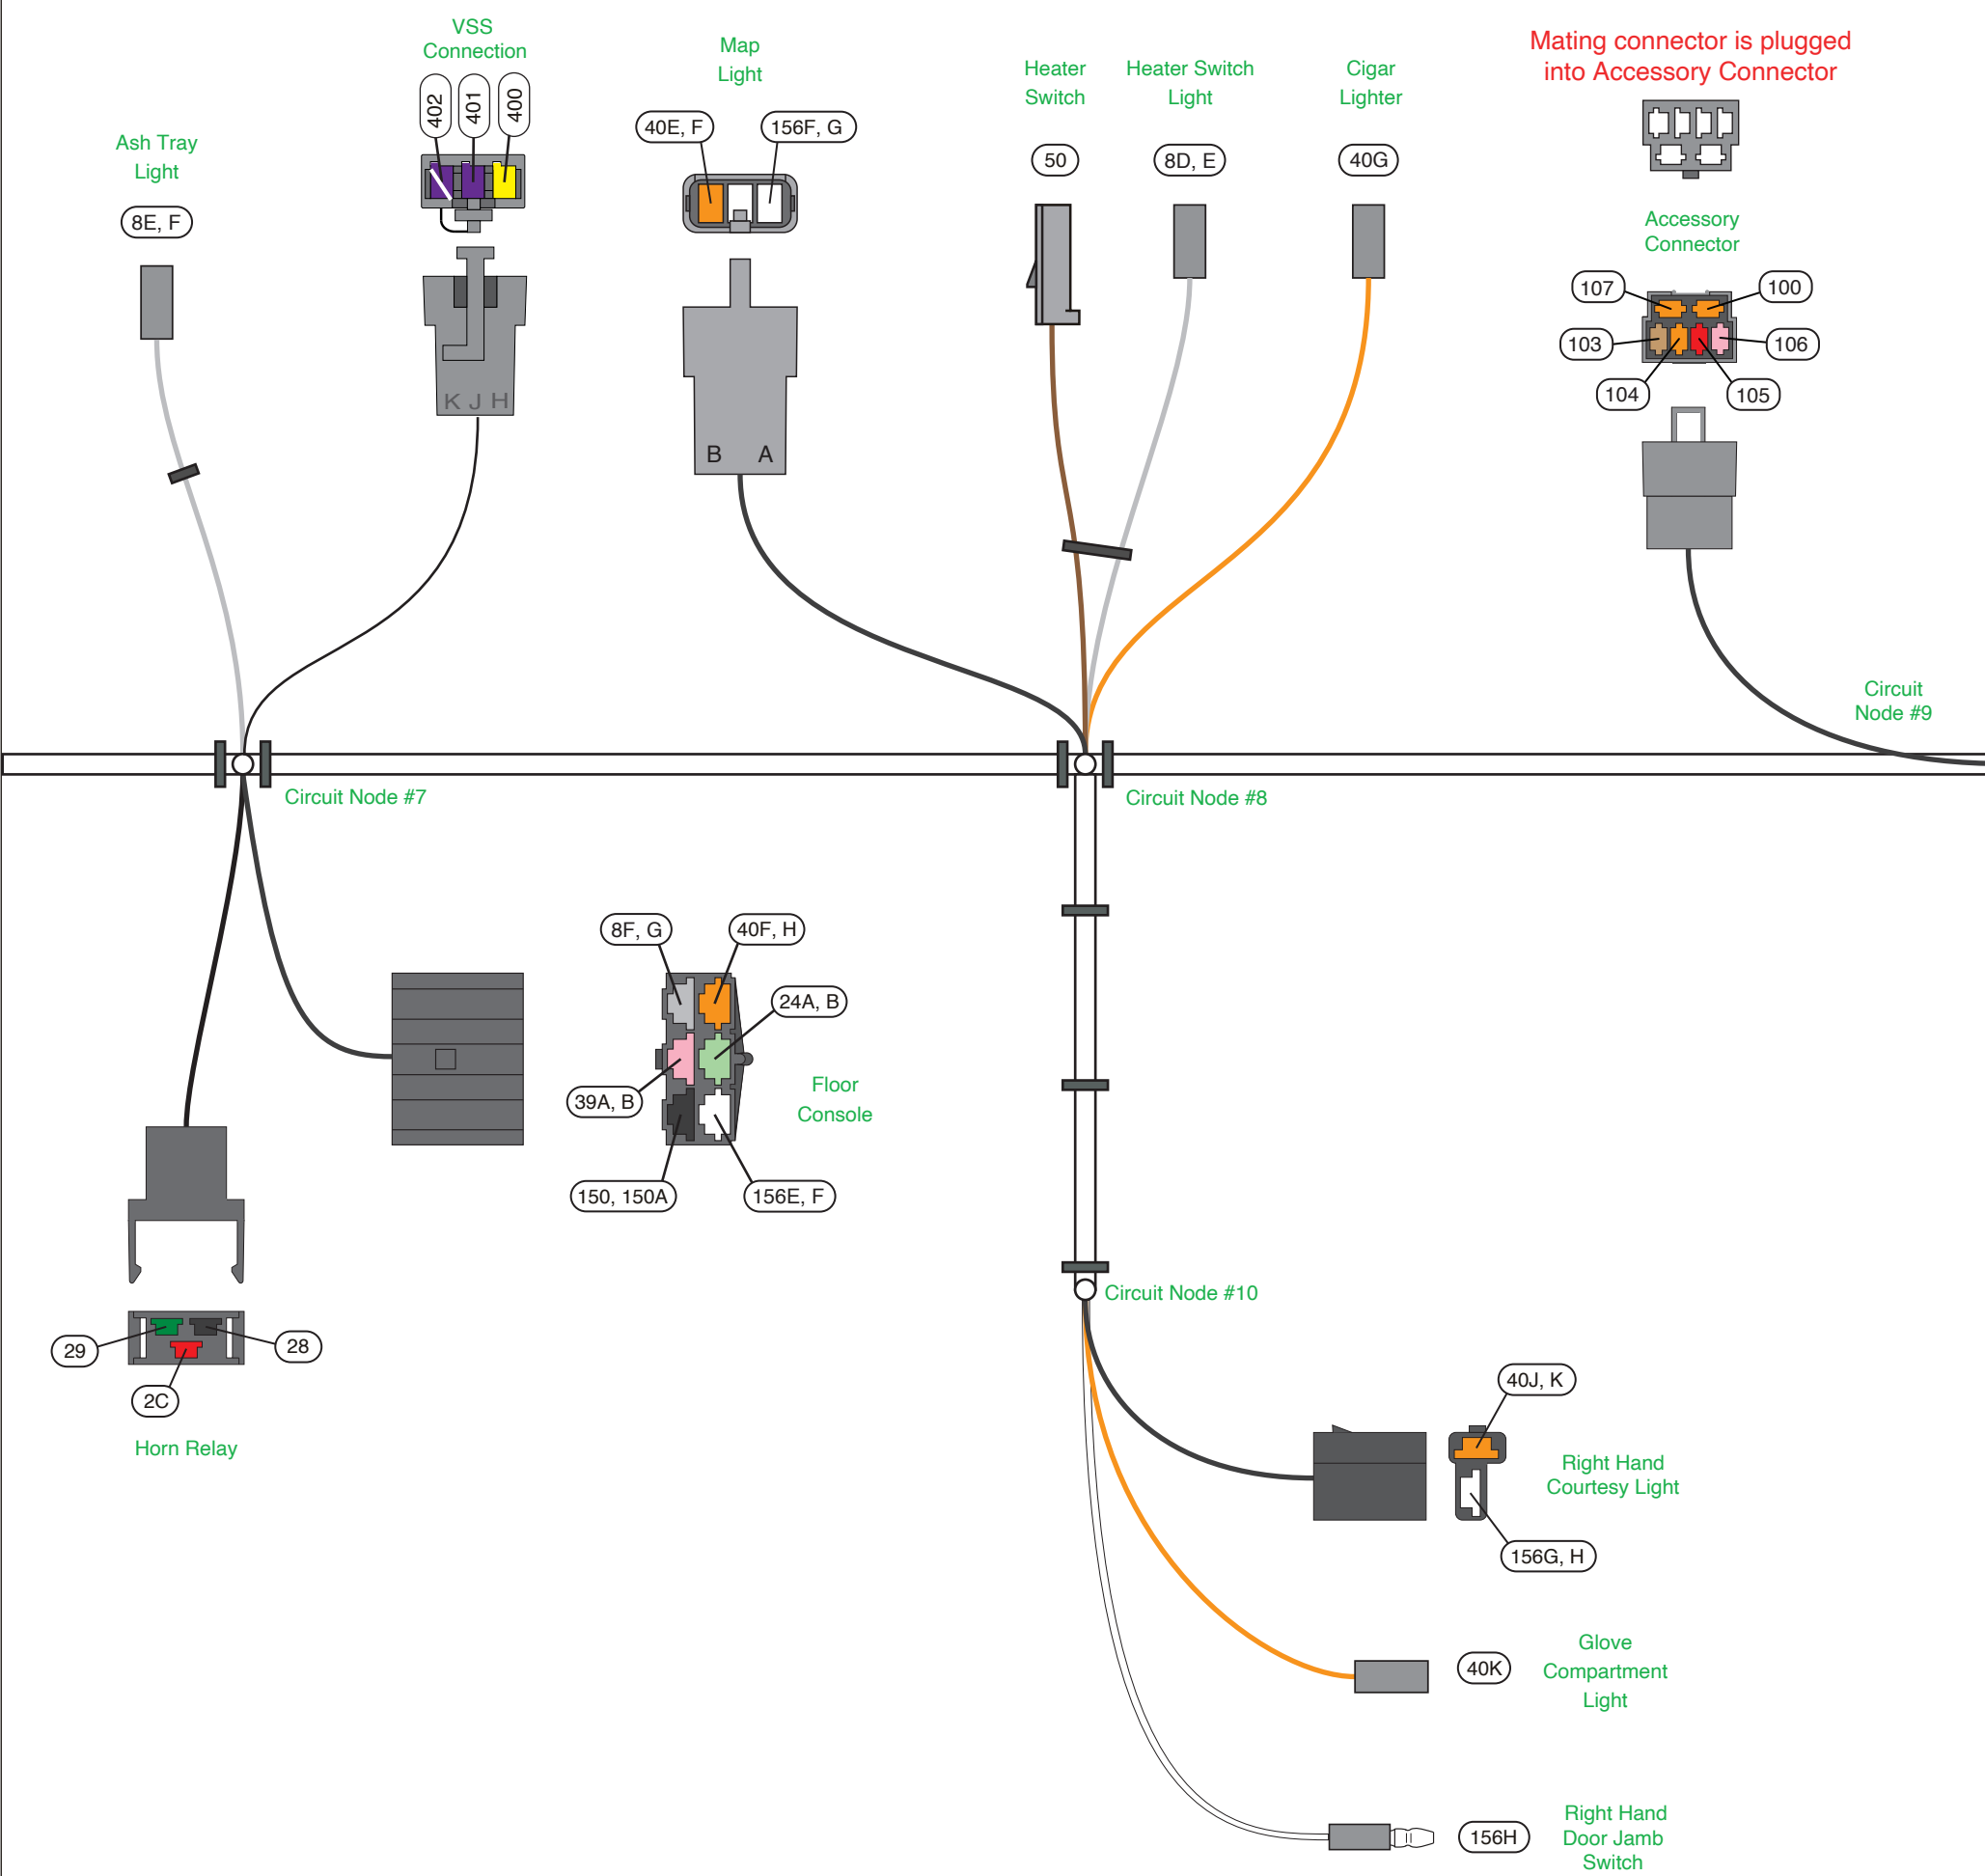 VSS
Connection
402
401
400
Map
Light
40E, F
156F, G
Heater
Switch
50
Heater Switch
Light
8D, E
Cigar
Lighter
40G
Mating connector is plugged
into Accessory Connector
Ash Tray
Light
8E, F
Accessory
Connector
107
100
103
106
104
105
K J H
B A
Circuit
Node #9
Circuit Node #7
Circuit Node #8
8F, G
40F, H
24A, B
39A, B
Floor
Console
150, 150A
156E, F
Circuit Node #10
29
28
2C
Horn Relay
40J, K
Right Hand
Courtesy Light
156G, H
40K
Glove
Compartment
Light
156H
Right Hand
Door Jamb
Switch